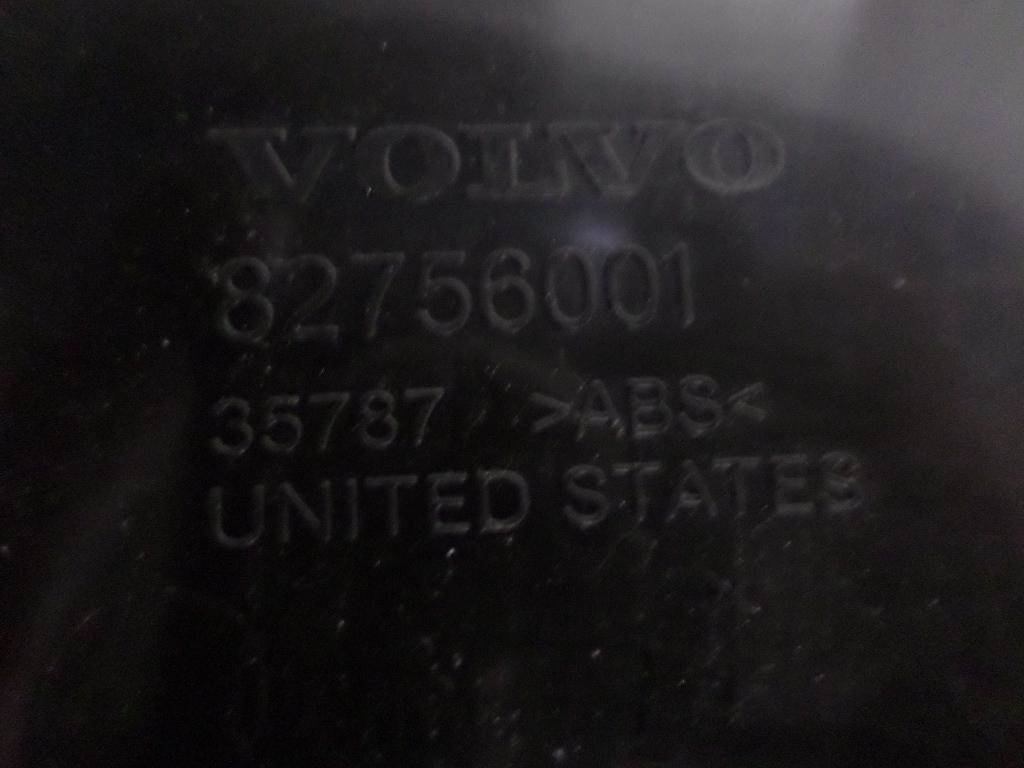 VOLVO
82756001
35787 >ABS<
UNITED STATES